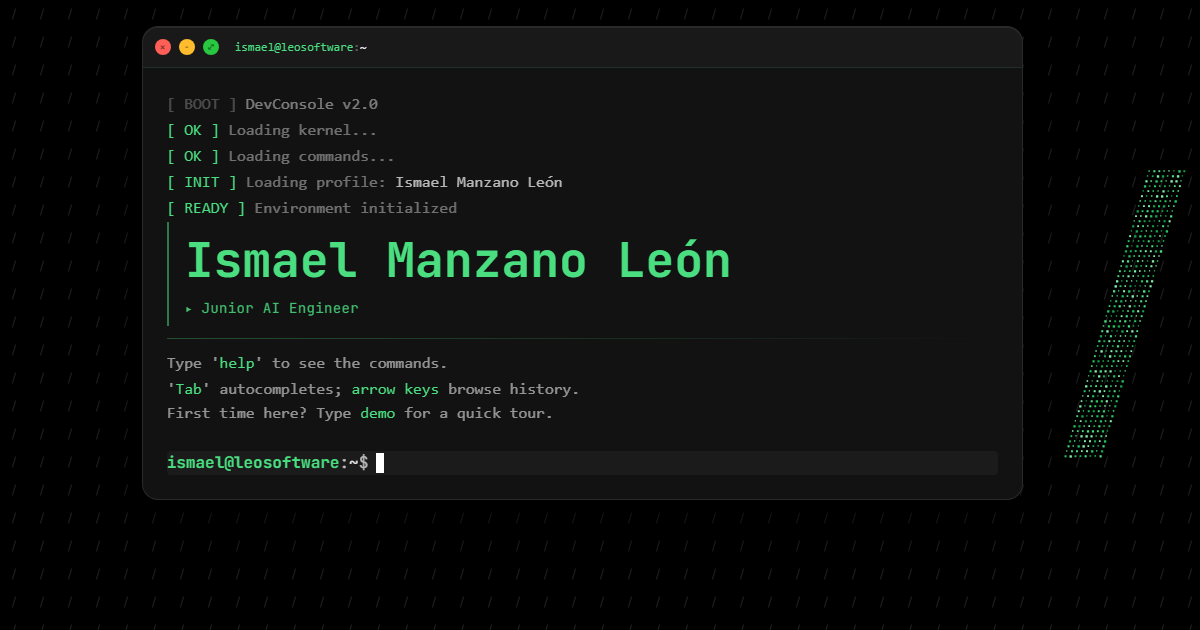 ismael@leosoftware:~
[ BOOT ] DevConsole v2.0
[ OK ] Loading kernel...
[ OK ] Loading commands...
[ INIT ] Loading profile: Ismael Manzano León
[ READY ] Environment initialized
Ismael Manzano León
▸ Junior AI Engineer
Type 'help' to see the commands.
'Tab' autocompletes; arrow keys browse history.
First time here? Type demo for a quick tour.
ismael@leosoftware:~$